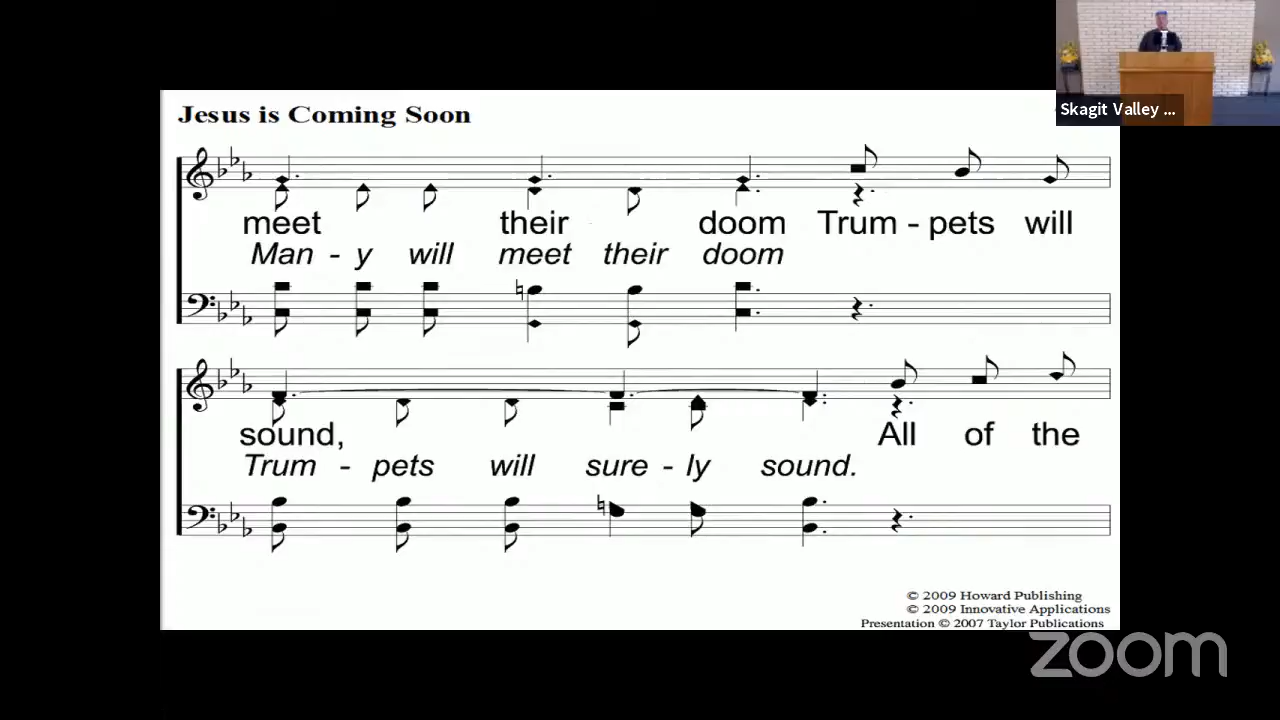 Skagit Valley ...
Jesus is Coming Soon
meet their doom Trum - pets will
Man - y will meet their doom
sound, All of the
Trum - pets will sure - ly sound.
© 2009 Howard Publishing
© 2009 Innovative Applications
Presentation © 2007 Taylor Publications
zoom